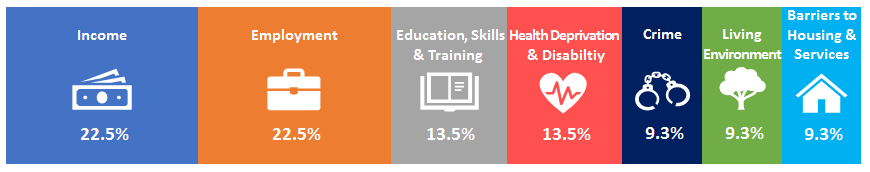 Income
22.5%
Employment
22.5%
Education, Skills
& Training
13.5%
Health Deprivation
& Disabiltiy
13.5%
Crime
9.3%
Living
Environment
9.3%
Barriers to
Housing &
Services
9.3%